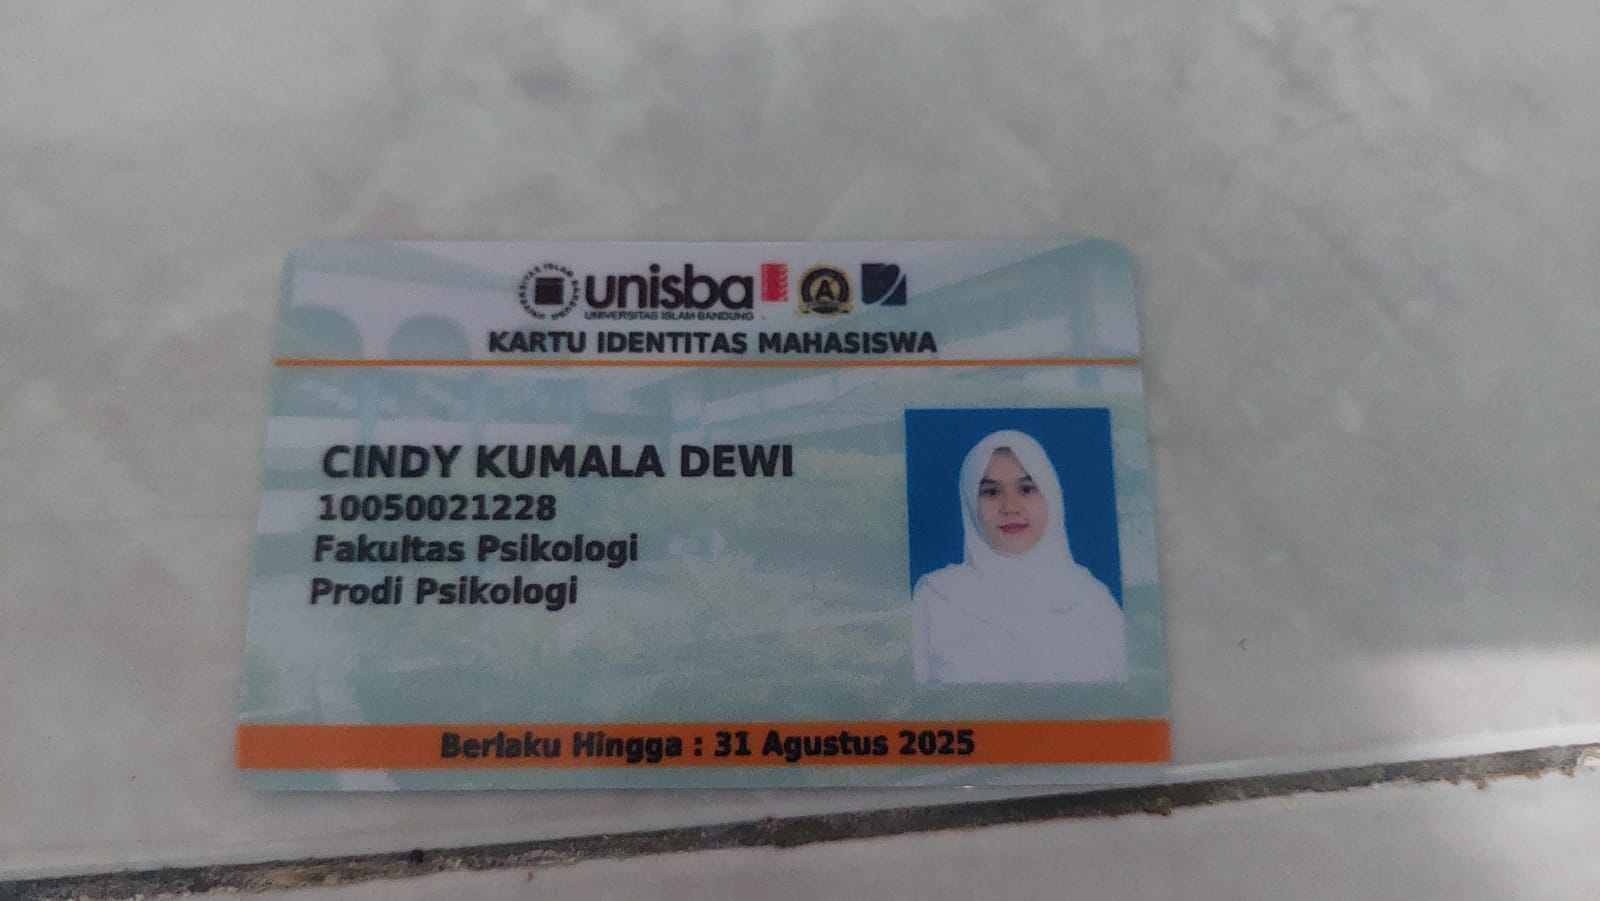 UNIVERSITAS ISLAM BANDUNG
unisba
UNIVERSITAS ISLAM BANDUNG
A
KARTU IDENTITAS MAHASISWA
CINDY KUMALA DEWI
10050021228
Fakultas Psikologi
Prodi Psikologi
Berlaku Hingga : 31 Agustus 2025